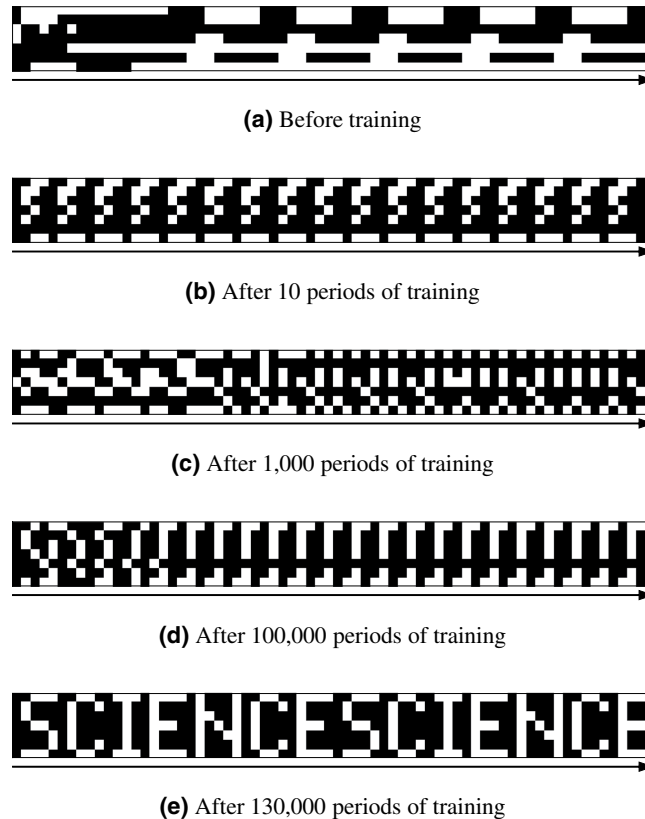 (a) Before training
(b) After 10 periods of training
(c) After 1,000 periods of training
(d) After 100,000 periods of training
SCIENCESCIENCE
(e) After 130,000 periods of training